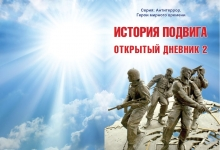 Серия: Антитеррор.
Герои мирного времени
ИСТОРИЯ ПОДВИГА
ОТКРЫТЫЙ ДНЕВНИК 2